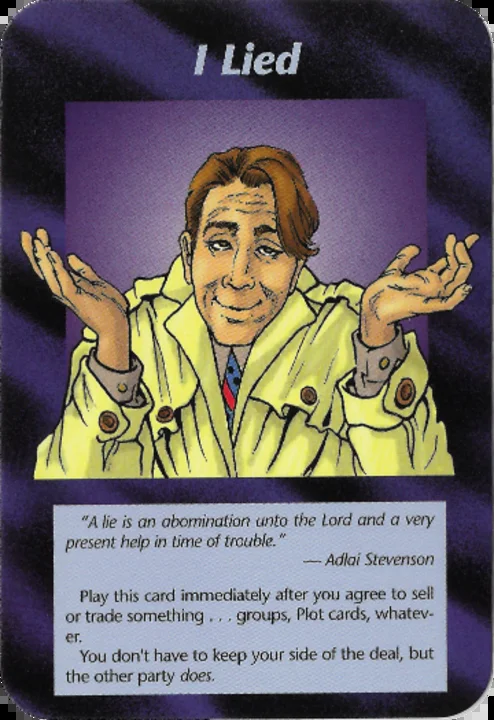 I Lied
"A lie is an abomination unto the Lord and a very
present help in time of trouble."
— Adlai Stevenson
Play this card immediately after you agree to sell
or trade something . . . groups, Plot cards, whatev-
er.
You don't have to keep your side of the deal, but
the other party does.